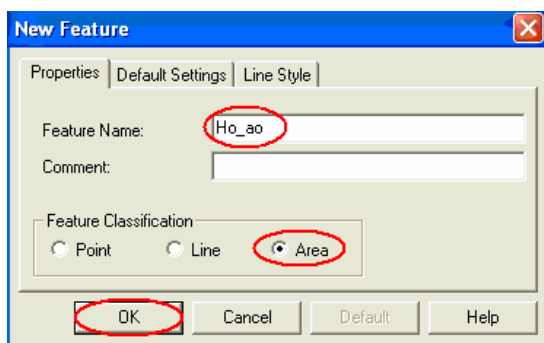 New Feature
Properties Default Settings Line Style
Feature Name: Ho_ao
Comment:
Feature Classification
Point Line Area
OK Cancel Default Help